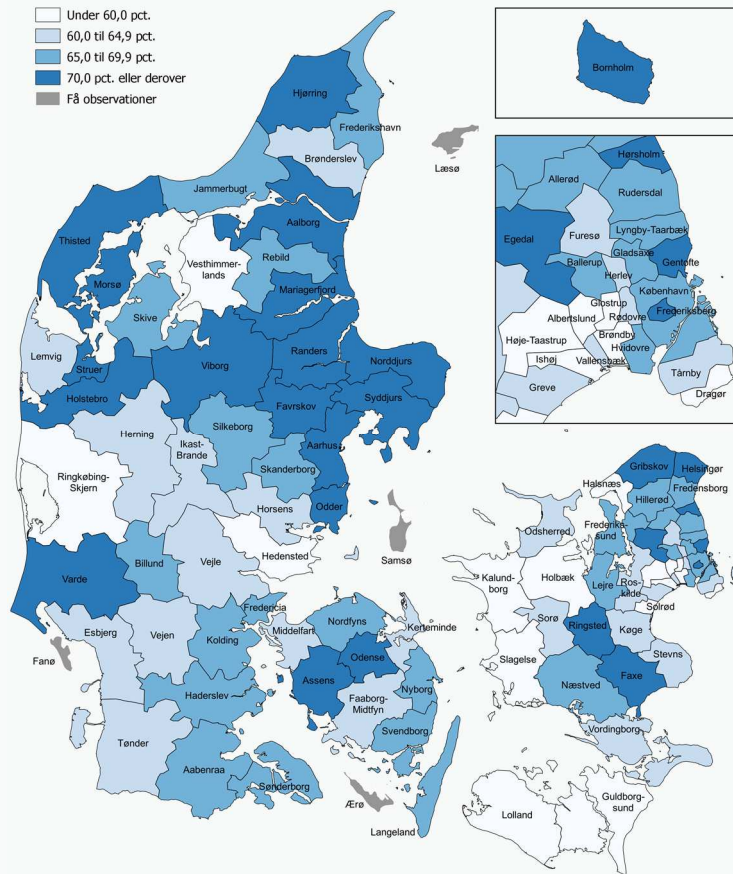 Under 60,0 pct.
60,0 til 64,9 pct.
65,0 til 69,9 pct.
70,0 pct. eller derover
Få observationer
Bornholm
Hjørring
Frederikshavn
Brønderslev
Læsø
Jammerbugt
Aalborg
Thisted
Vesthimmer-
lands
Rebild
Morsø
Mariagerfjord
Skive
Lemvig
Struer
Viborg
Randers
Norddjurs
Holstebro
Favrskov
Syddjurs
Herning
Ikast-
Brande
Silkeborg
Aarhus
Skanderborg
Ringkøbing-
Skjern
Horsens
Odder
Hedensted
Samsø
Varde
Billund
Vejle
Fredericia
Esbjerg
Vejen
Kolding
Fanø
Middelfart
Nordfyns
Kerteminde
Odense
Assens
Nyborg
Haderslev
Faaborg-
Midtfyn
Svendborg
Tønder
Aabenraa
Sønderborg
Ærø
Langeland
Hørsholm
Allerød
Rudersdal
Egedal
Furesø
Lyngby-Taarbæk
Gladsaxe
Ballerup
Gentofte
Herlev
København
Glostrup
Albertslund
Rødovre
Frederiksberg
Høje-Taastrup
Brøndby
Hvidovre
Ishøj
Vallensbæk
Tårnby
Greve
Dragør
Gribskov
Helsingør
Halsnæs
Hillerød
Fredensborg
Odsherred
Frederiks-
sund
Kalund-
borg
Holbæk
Lejre
Ros-
kilde
Solrød
Sorø
Ringsted
Køge
Stevns
Slagelse
Faxe
Næstved
Vordingborg
Guldborg-
sund
Lolland